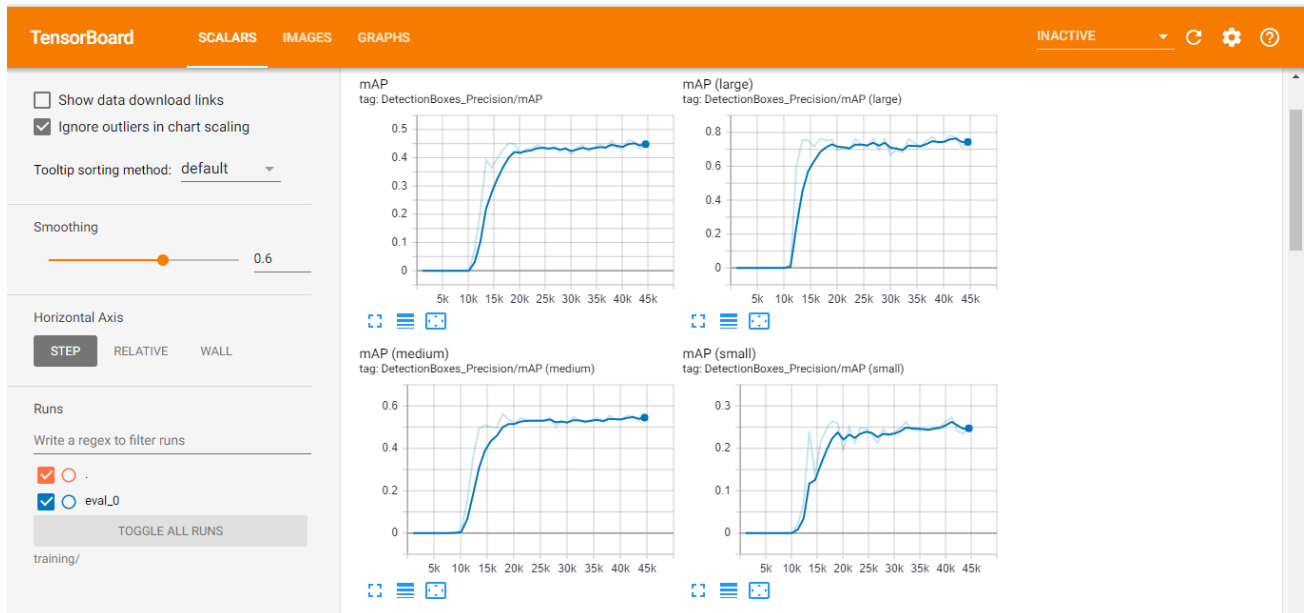 TensorBoard SCALARS IMAGES GRAPHS INACTIVE
Show data download links
Ignore outliers in chart scaling
Tooltip sorting method: default
Smoothing
0.6
Horizontal Axis
STEP RELATIVE WALL
Runs
Write a regex to filter runs
.
eval_0
TOGGLE ALL RUNS
training/
mAP
tag: DetectionBoxes_Precision/mAP
0.5
0.4
0.3
0.2
0.1
0
5k 10k 15k 20k 25k 30k 35k 40k 45k
mAP (large)
tag: DetectionBoxes_Precision/mAP (large)
0.8
0.6
0.4
0.2
0
5k 10k 15k 20k 25k 30k 35k 40k 45k
mAP (medium)
tag: DetectionBoxes_Precision/mAP (medium)
0.6
0.4
0.2
0
5k 10k 15k 20k 25k 30k 35k 40k 45k
mAP (small)
tag: DetectionBoxes_Precision/mAP (small)
0.3
0.2
0.1
0
5k 10k 15k 20k 25k 30k 35k 40k 45k